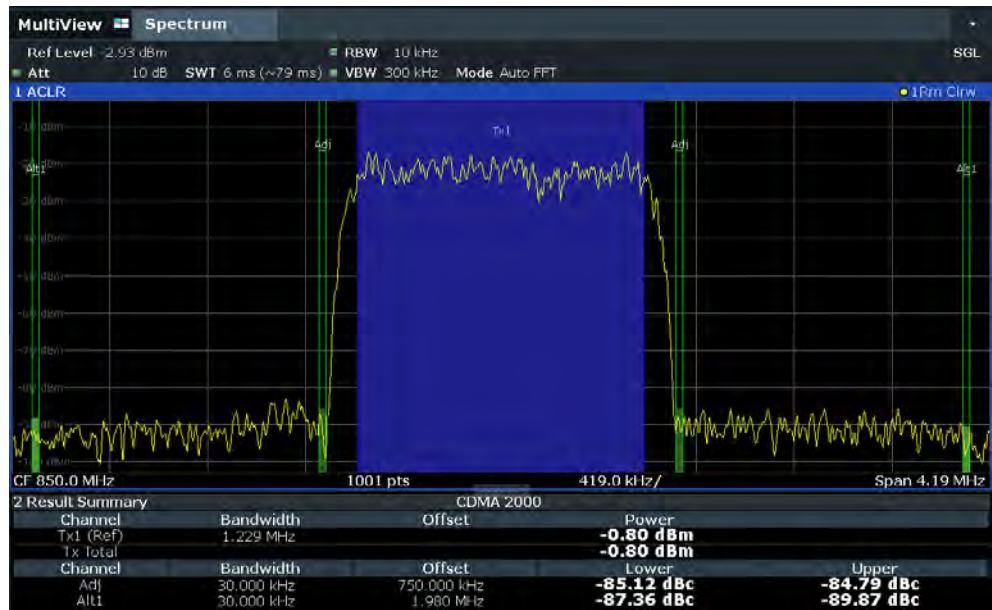 MultiView Spectrum
Ref Level -2.93 dBm RBW 10 kHz SGL
Att 10 dB SWT 6 ms (~79 ms) VBW 300 kHz Mode Auto FFT
1 ACLR 1Rm Clrw
Tx1
Adj Adj
Alt1 Alt1
CF 850.0 MHz 1001 pts 419.0 kHz/ Span 4.19 MHz
2 Result Summary CDMA 2000
Channel Bandwidth Offset Power
Tx1 (Ref) 1.229 MHz -0.80 dBm
Tx Total -0.80 dBm
Channel Bandwidth Offset Lower Upper
Adj 30.000 kHz 750.000 kHz -85.12 dBc -84.79 dBc
Alt1 30.000 kHz 1.980 MHz -87.36 dBc -89.87 dBc